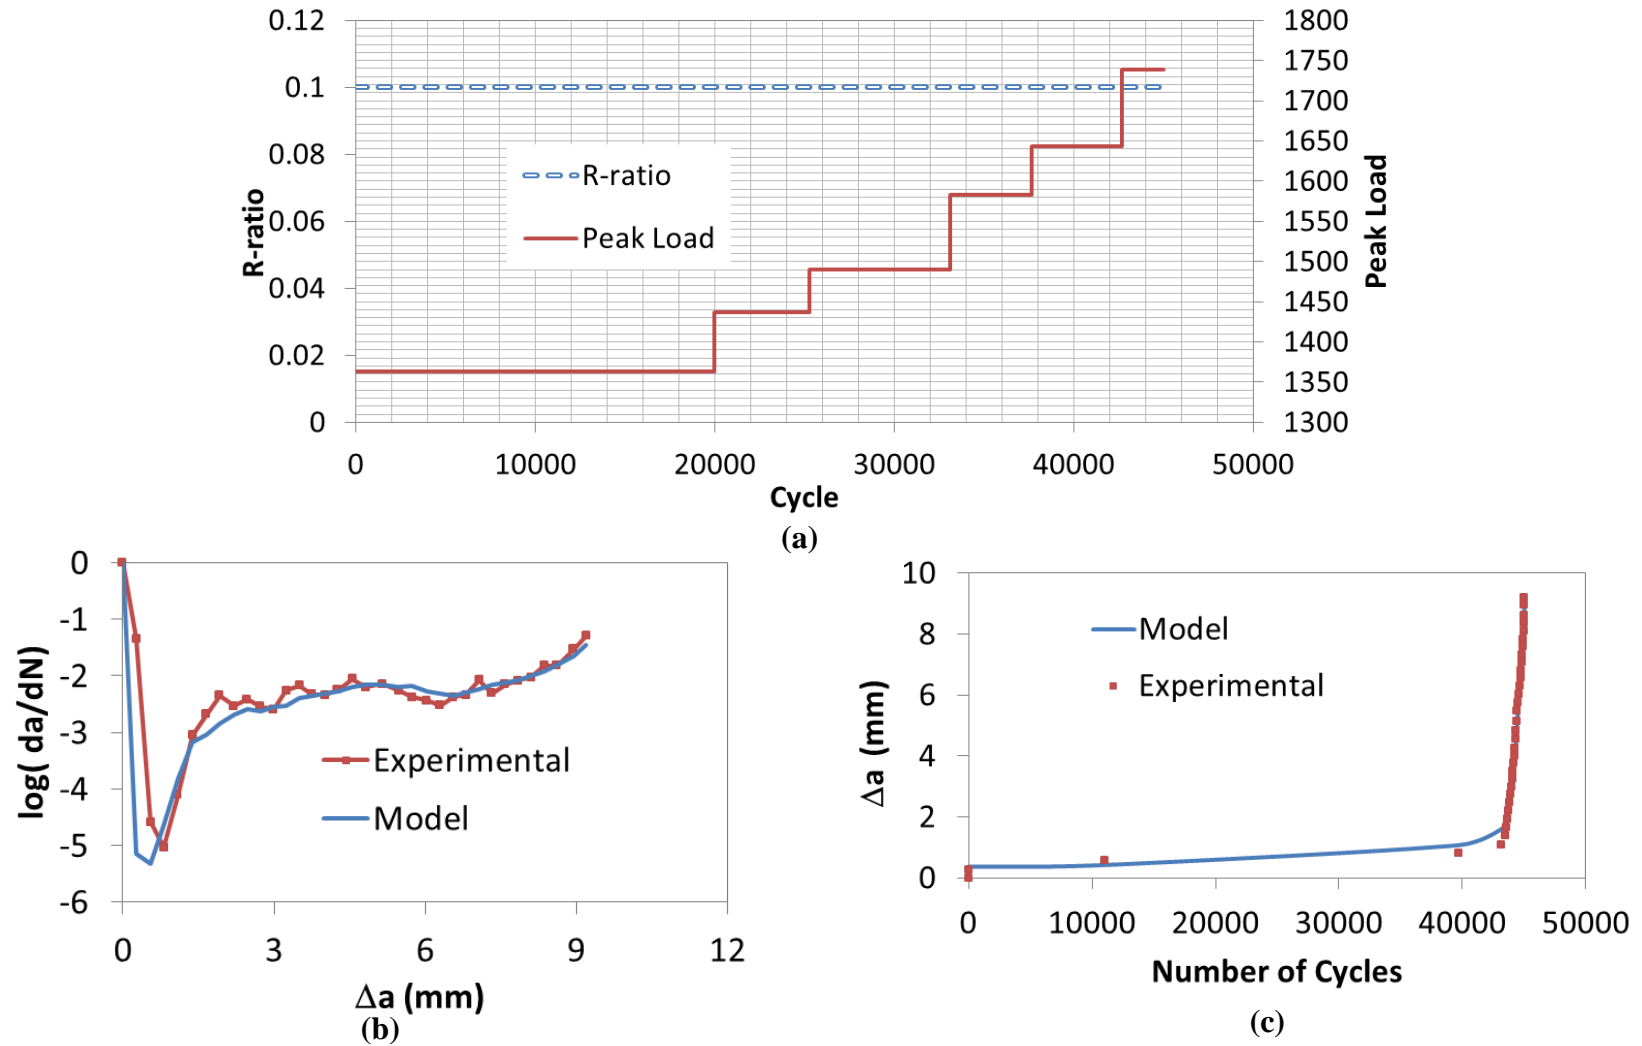 0.12
0.1
0.08
0.06
0.04
0.02
0
R-ratio
1800
1750
1700
1650
1600
1550
1500
1450
1400
1350
1300
Peak Load
R-ratio
Peak Load
0 10000 20000 30000 40000 50000
Cycle
(a)
0
-1
-2
-3
-4
-5
-6
log( da/dN)
Experimental
Model
0 3 6 9 12
Δa (mm)
(b)
10
8
6
4
2
0
Δa (mm)
Model
Experimental
0 10000 20000 30000 40000 50000
Number of Cycles
(c)